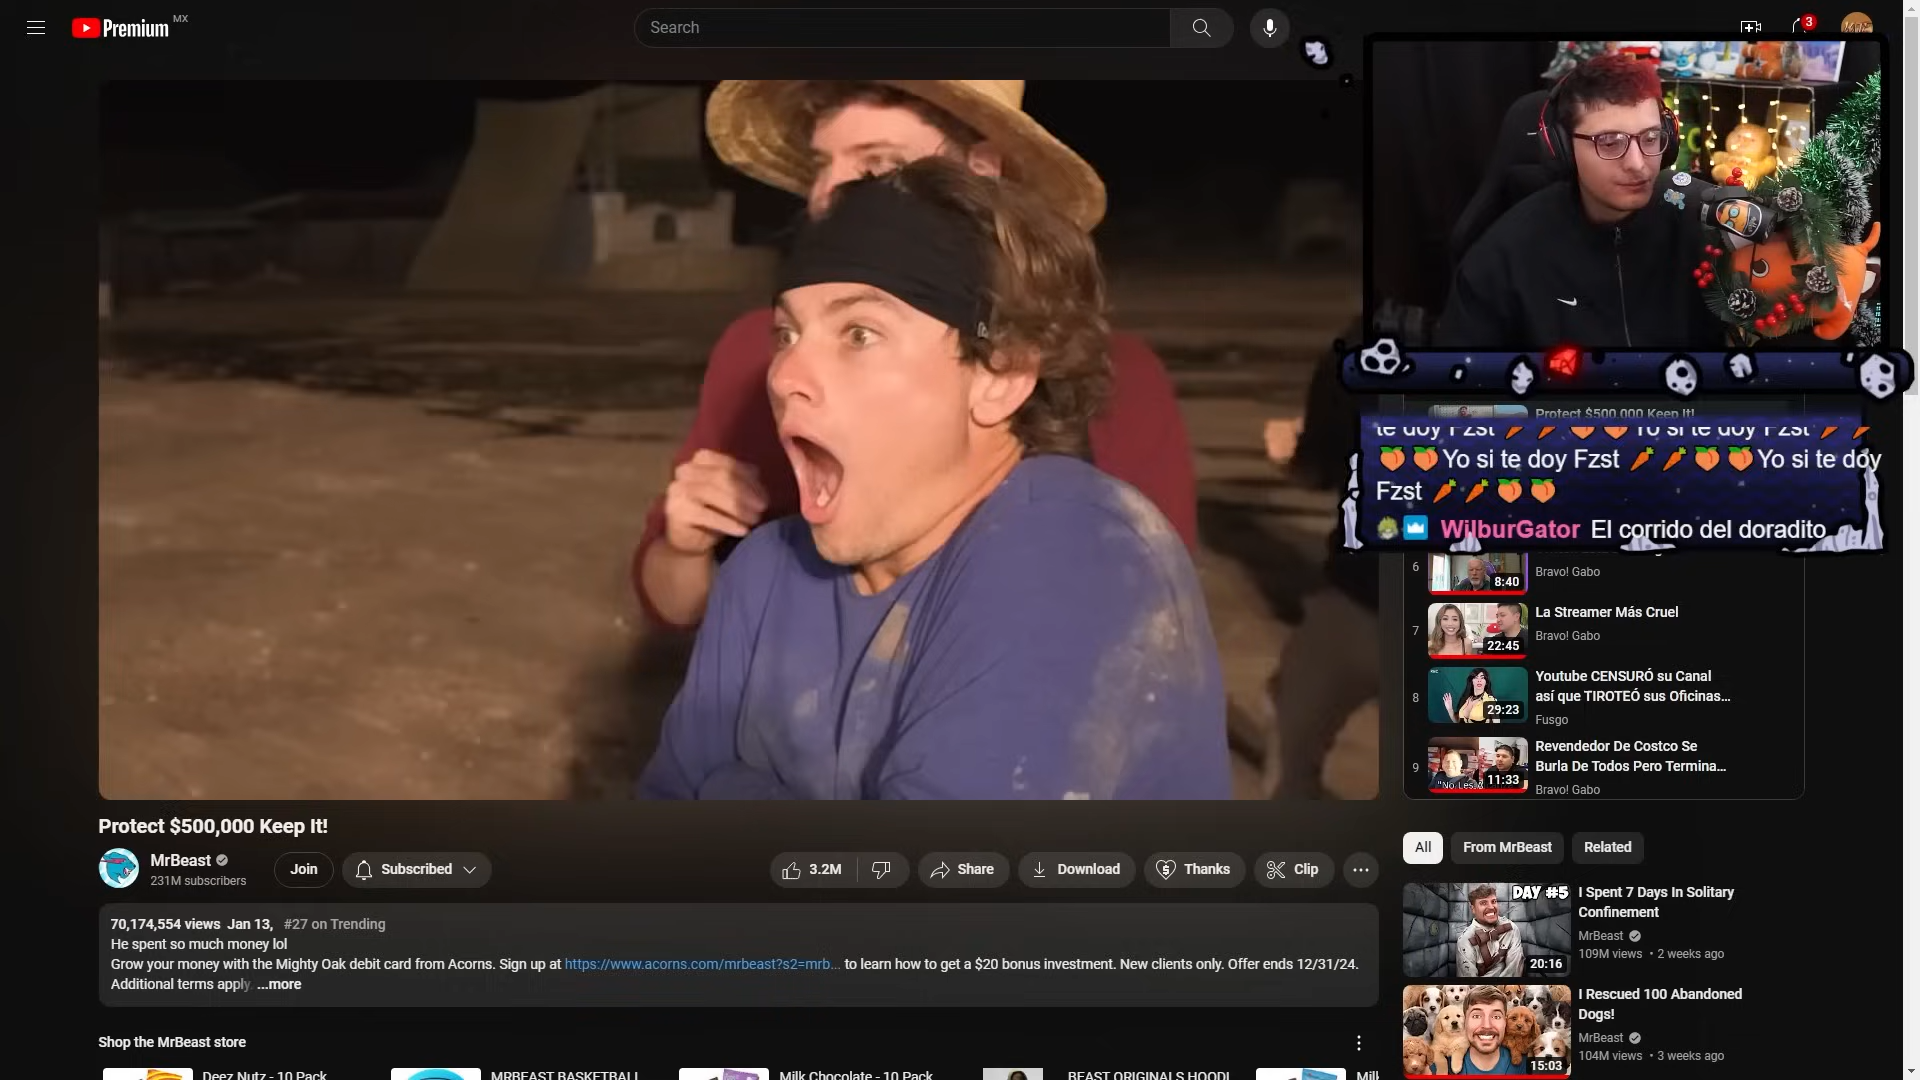 Premium MX
Search
3
Protect $500,000 Keep It!
te doy Fzst 🥕 🥕 🍑 🍑 Yo si te doy Fzst 🥕 🥕
🍑 🍑 Yo si te doy Fzst 🥕 🥕 🍑 🍑 Yo si te doy
Fzst 🥕 🥕 🍑 🍑
WilburGator El corrido del doradito
6
8:40
Bravo! Gabo
7
22:45
La Streamer Más Cruel
Bravo! Gabo
8
29:23
Youtube CENSURÓ su Canal
así que TIROTEÓ sus Oficinas...
Fusgo
9
11:33
Revendedor De Costco Se
Burla De Todos Pero Termina...
Bravo! Gabo
Protect $500,000 Keep It!
MrBeast
231M subscribers
Join
Subscribed
3.2M
Share
Download
Thanks
Clip
70,174,554 views Jan 13, #27 on Trending
He spent so much money lol
Grow your money with the Mighty Oak debit card from Acorns. Sign up at https://www.acorns.com/mrbeast?s2=mrb... to learn how to get a $20 bonus investment. New clients only. Offer ends 12/31/24.
Additional terms apply. ...more
Shop the MrBeast store
Deez Nutz - 10 Pack
MRBEAST BASKETBALL
Milk Chocolate - 10 Pack
BEAST ORIGINALS HOODI
All
From MrBeast
Related
DAY #5
20:16
I Spent 7 Days In Solitary
Confinement
MrBeast
109M views • 2 weeks ago
15:03
I Rescued 100 Abandoned
Dogs!
MrBeast
104M views • 3 weeks ago